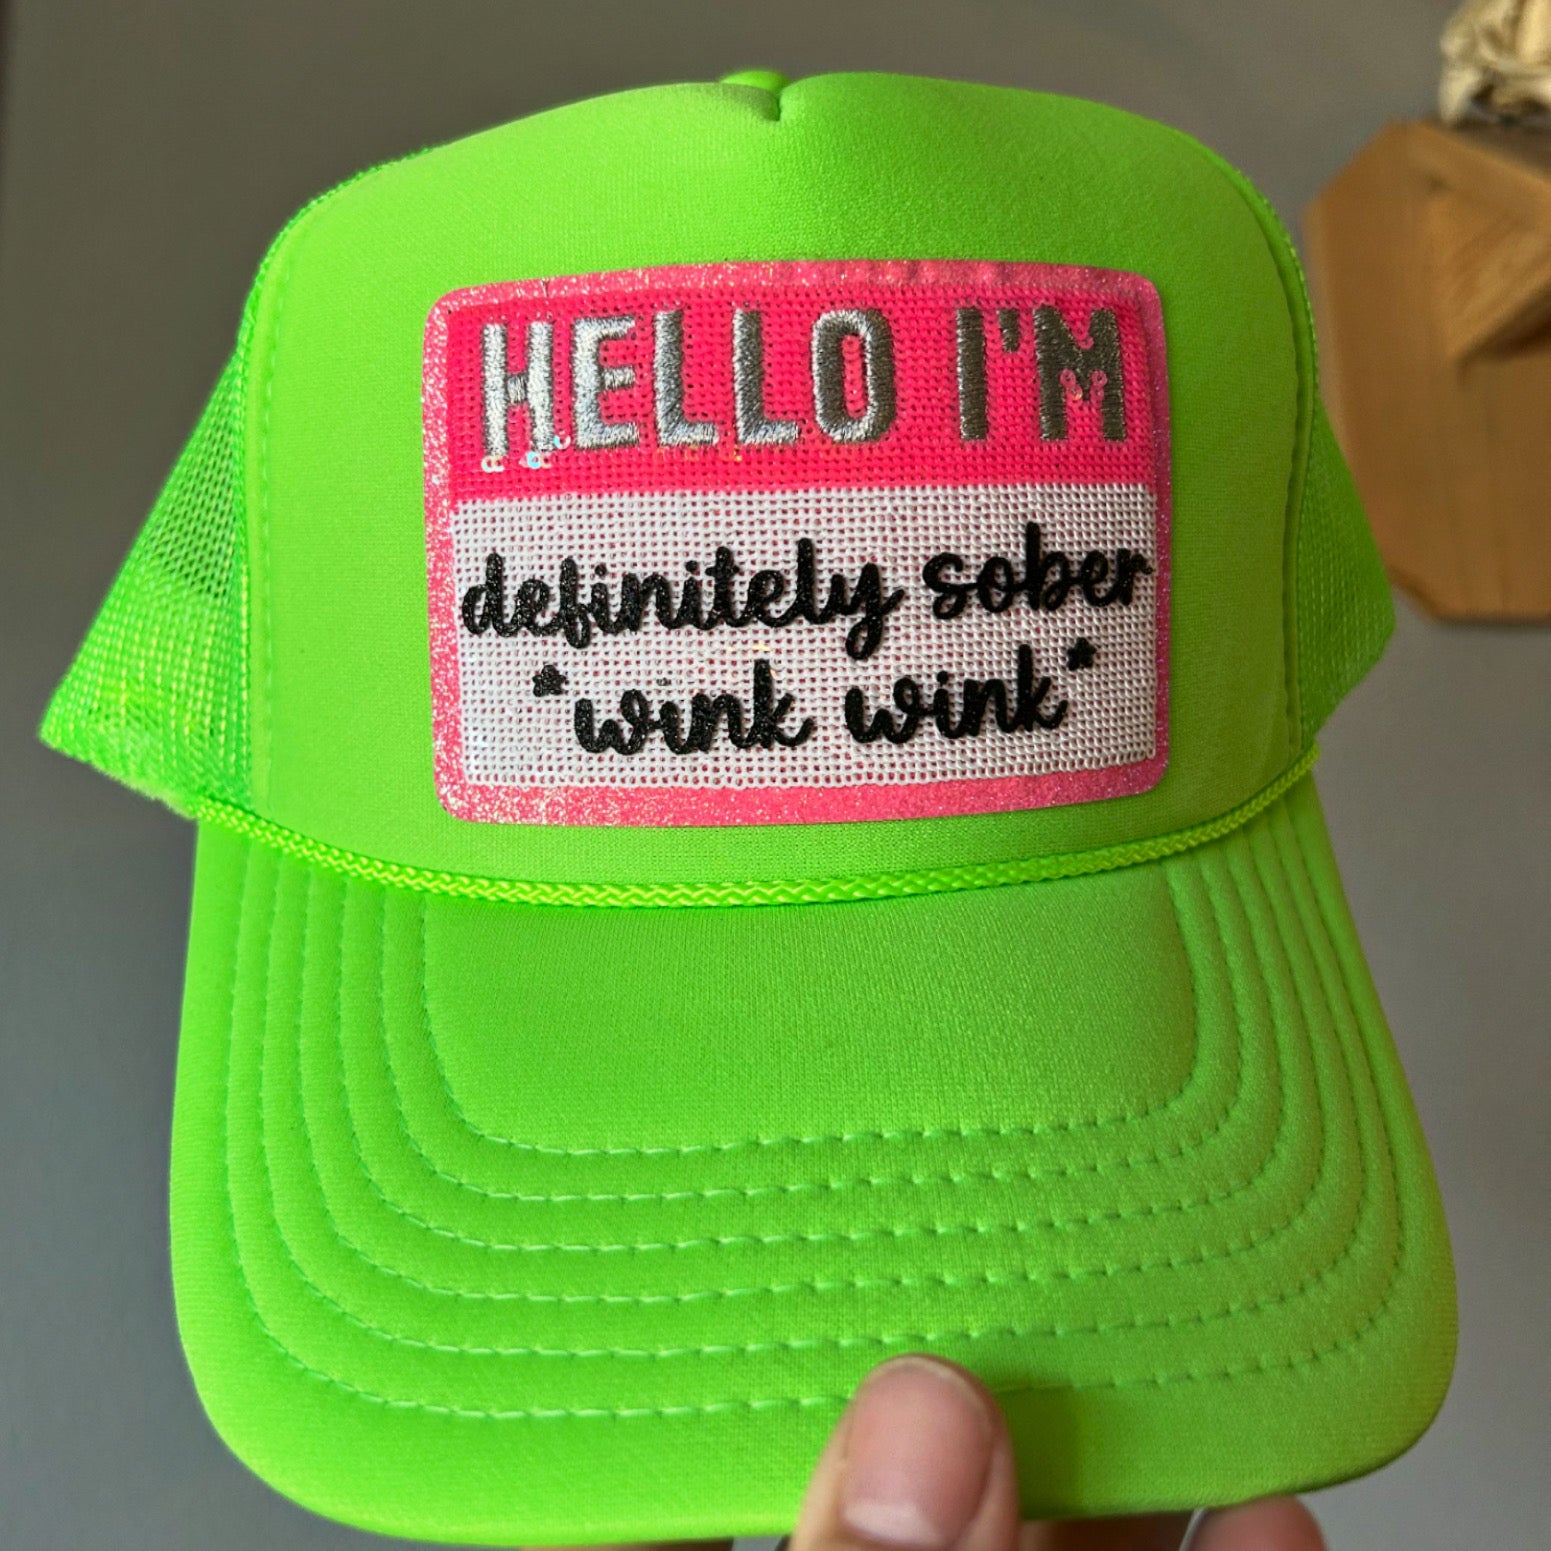 HELLO I'M
definitely sober
*wink wink*